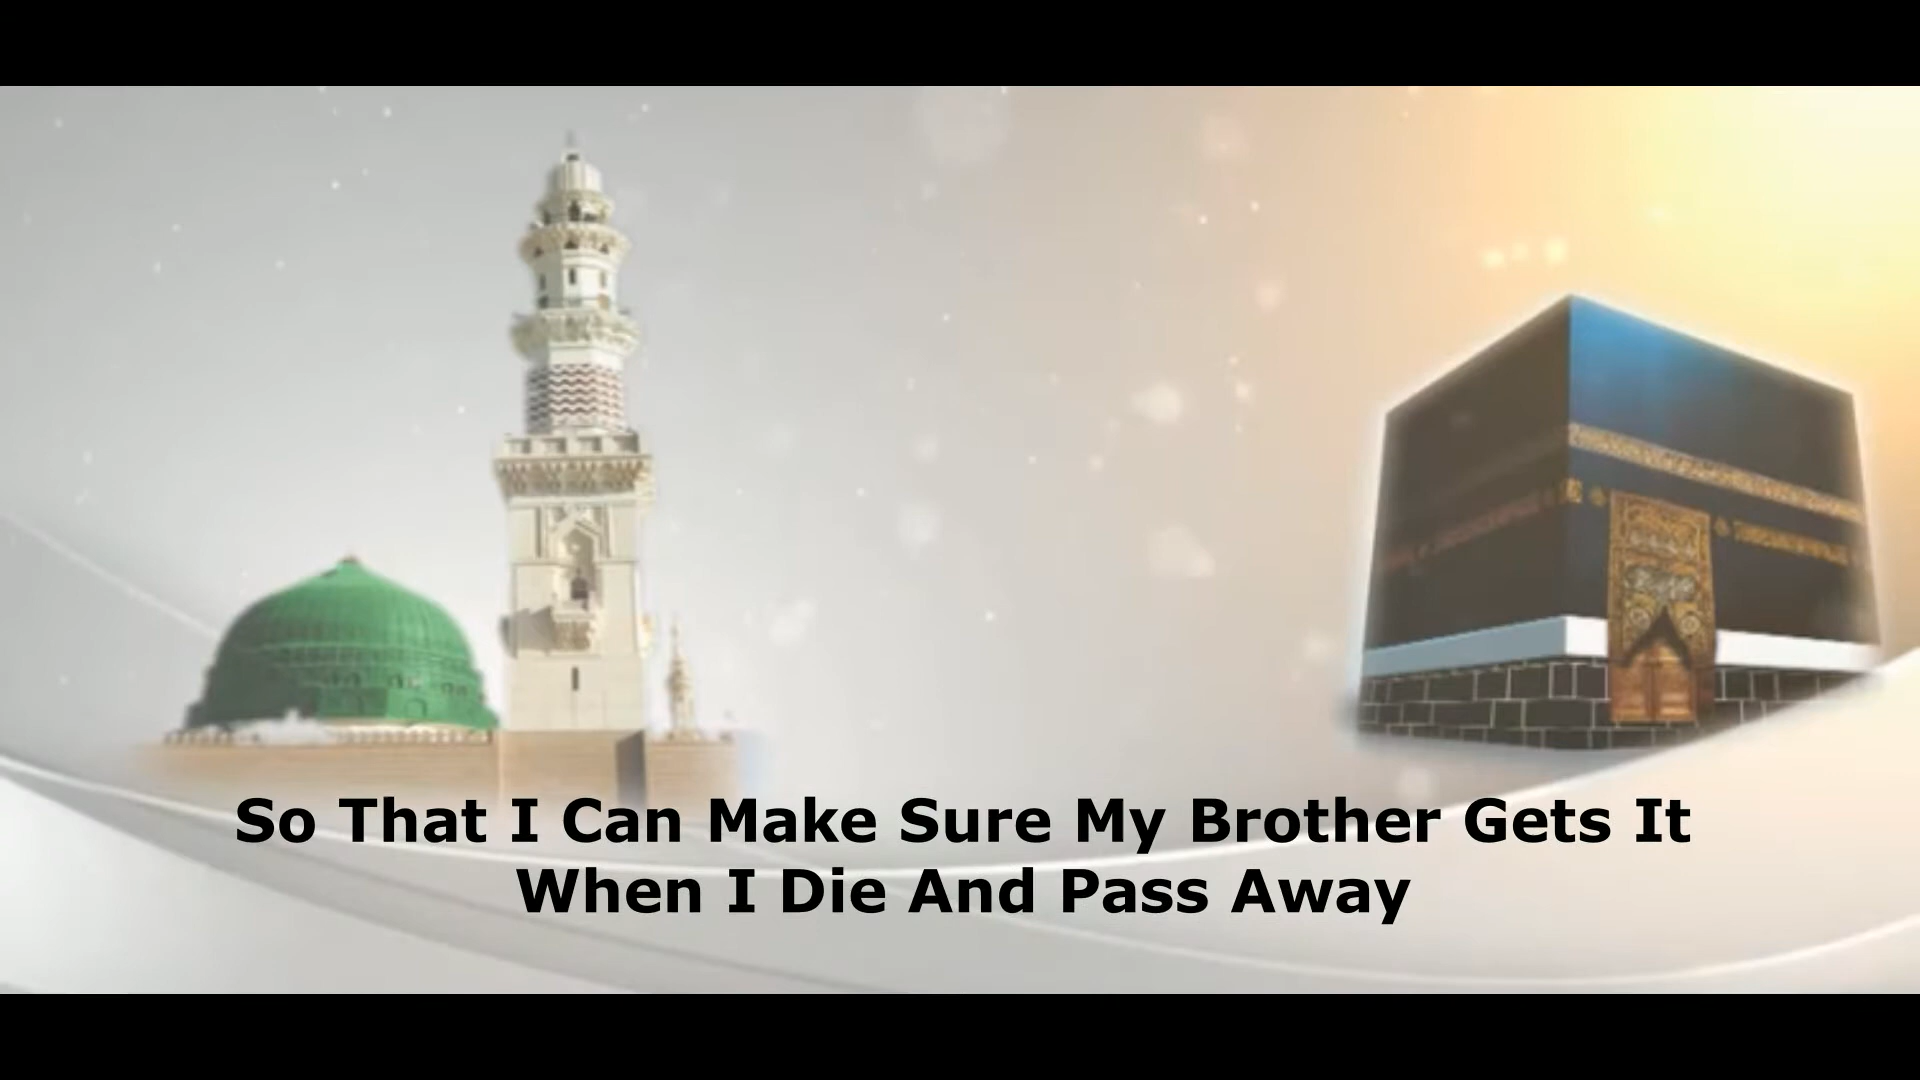 So That I Can Make Sure My Brother Gets It
When I Die And Pass Away